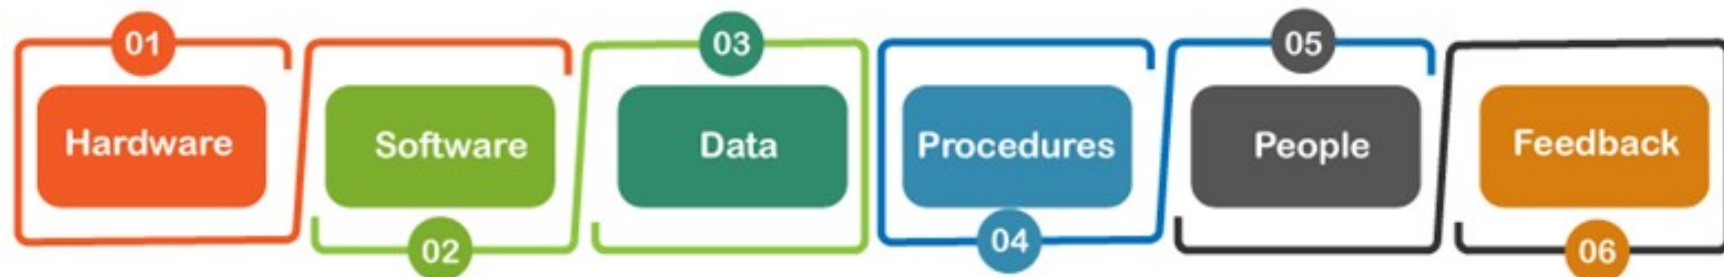 01
Hardware
02
Software
03
Data
04
Procedures
05
People
06
Feedback